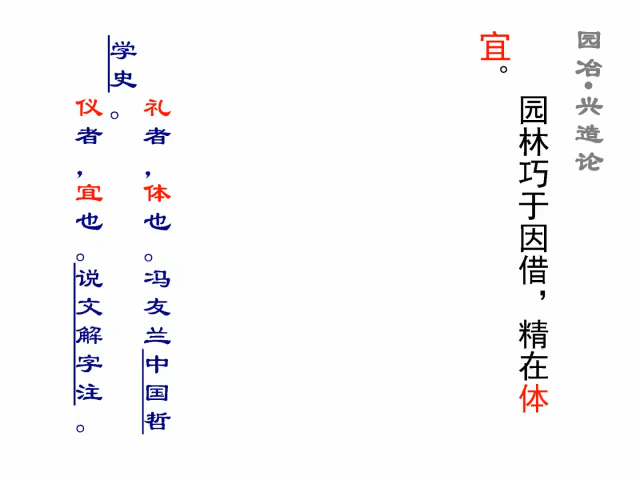 园冶·兴造论
园林巧于因借，精在体
宜。
礼者，体也。冯友兰中国哲
学史。
仪者，宜也。说文解字注。